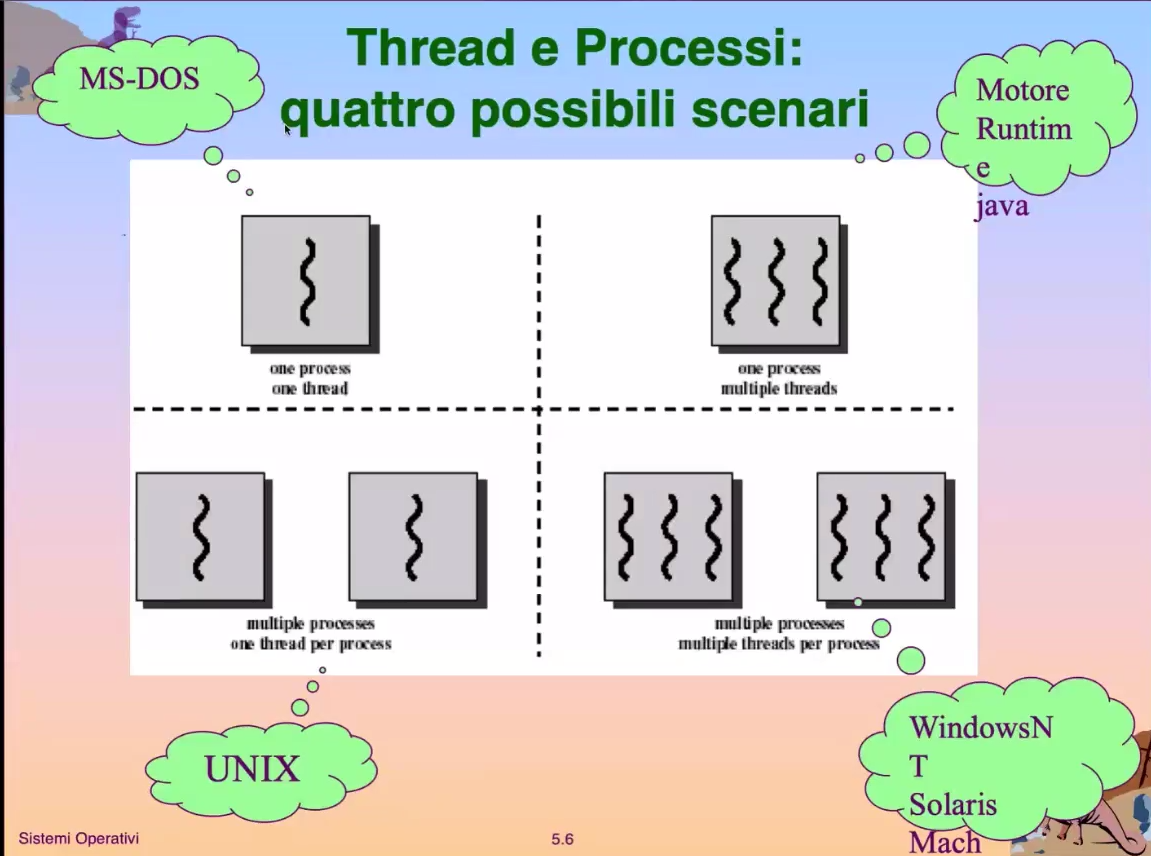 Thread e Processi:
quattro possibili scenari
MS-DOS
Motore
Runtim
e
java
one process
one thread
one process
multiple threads
multiple processes
one thread per process
multiple processes
multiple threads per process
UNIX
WindowsN
T
Solaris
Mach
Sistemi Operativi
5.6